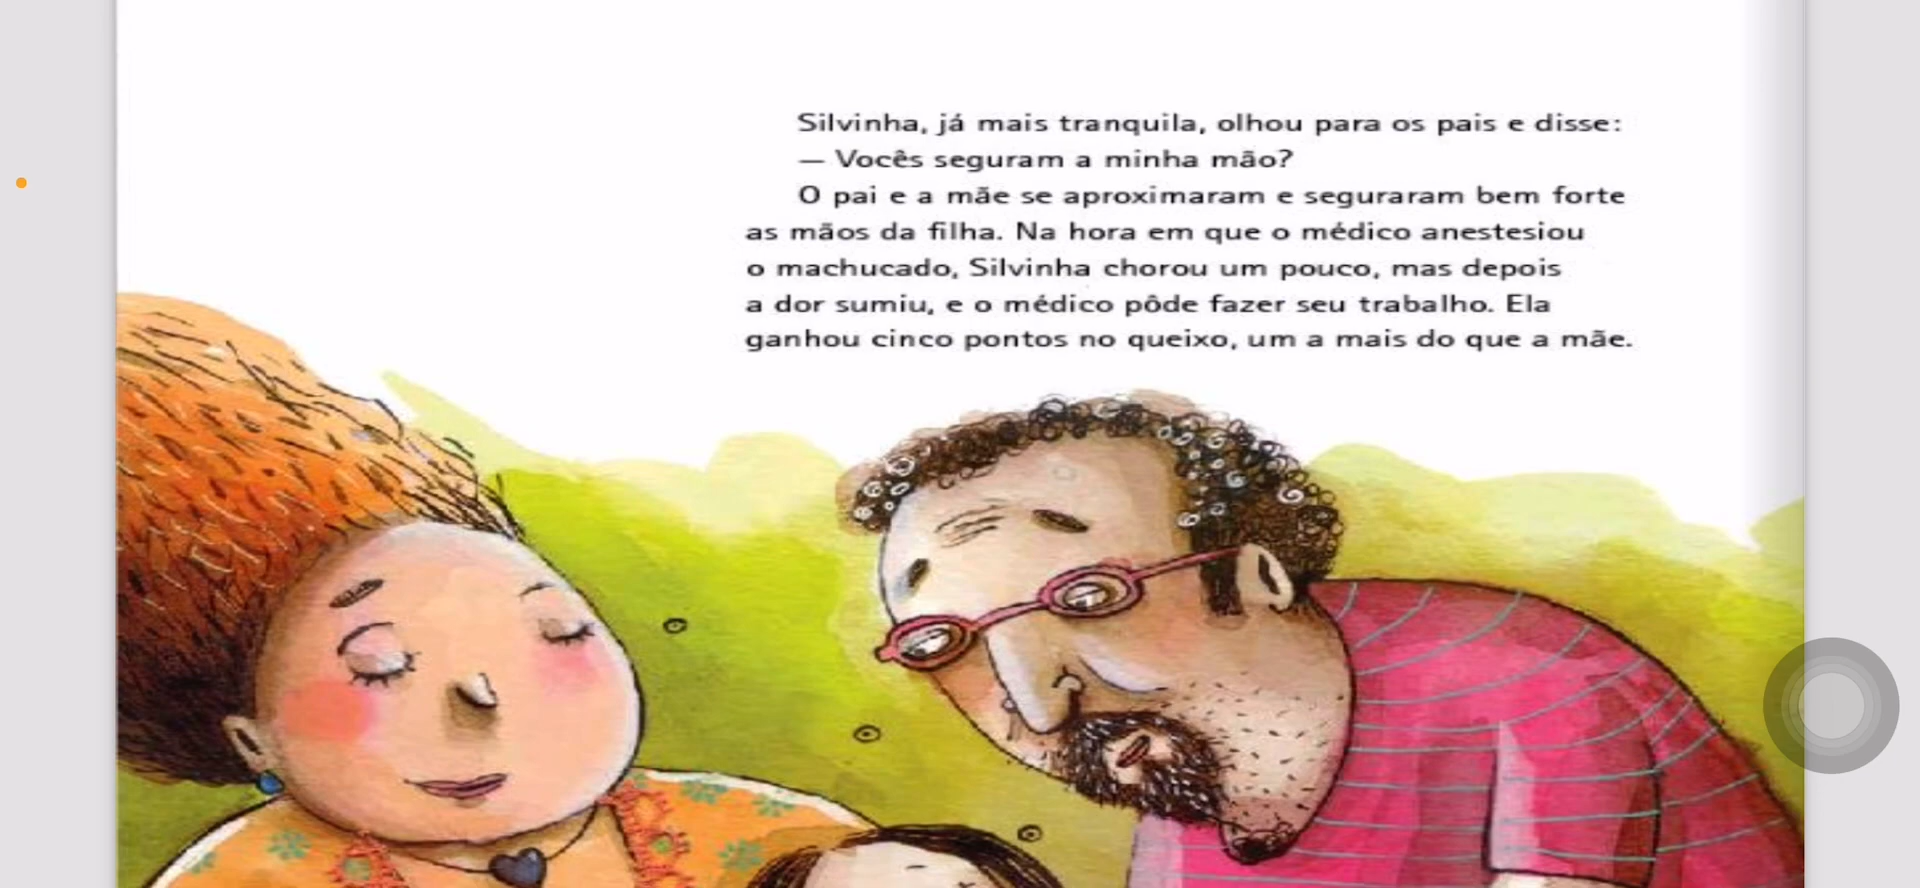 Silvinha, já mais tranquila, olhou para os pais e disse:
— Vocês seguram a minha mão?
O pai e a mãe se aproximaram e seguraram bem forte
as mãos da filha. Na hora em que o médico anestesiou
o machucado, Silvinha chorou um pouco, mas depois
a dor sumiu, e o médico pôde fazer seu trabalho. Ela
ganhou cinco pontos no queixo, um a mais do que a mãe.